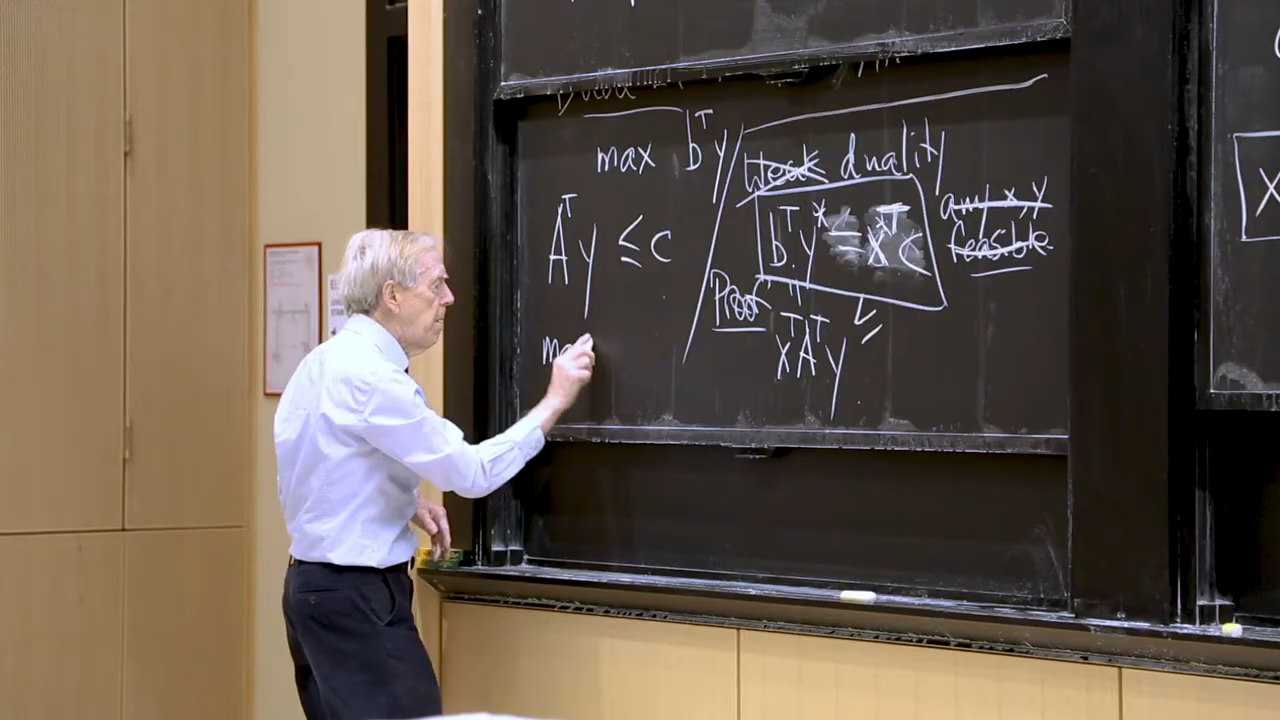 max bᵀy
Aᵀy ≤ c
ma
Weak duality
bᵀy* ≤ x*ᵀc
any x, y
feasible
Proof
xᵀAᵀy ≤
X